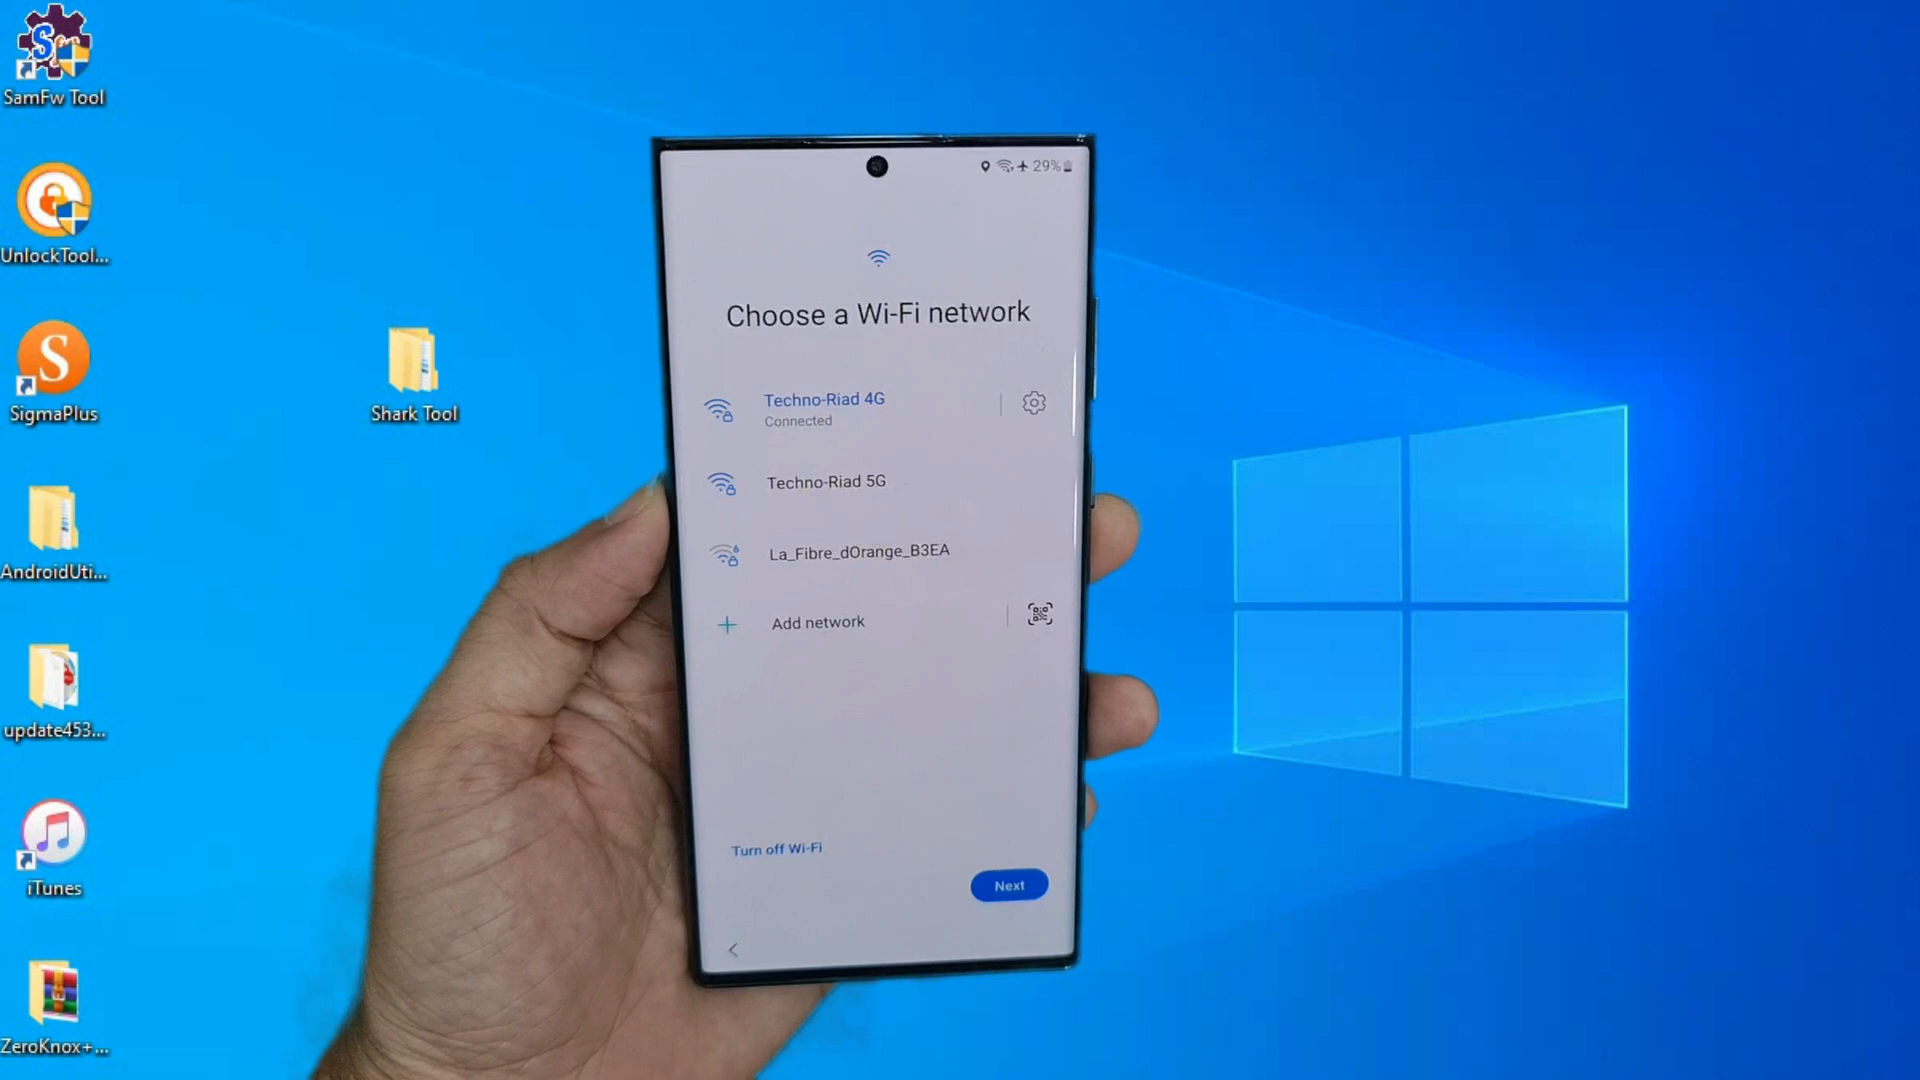 SamFw Tool
UnlockTool...
SigmaPlus
AndroidUti...
update453...
iTunes
ZeroKnox+...
Shark Tool
29%
Choose a Wi-Fi network
Techno-Riad 4G
Connected
Techno-Riad 5G
La_Fibre_dOrange_B3EA
Add network
Turn off Wi-Fi
Next